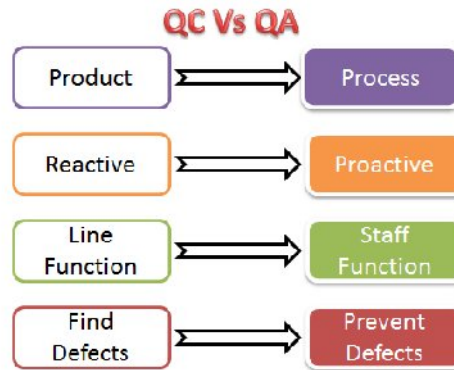 QC Vs QA
Product
Process
Reactive
Proactive
Line
Function
Staff
Function
Find
Defects
Prevent
Defects